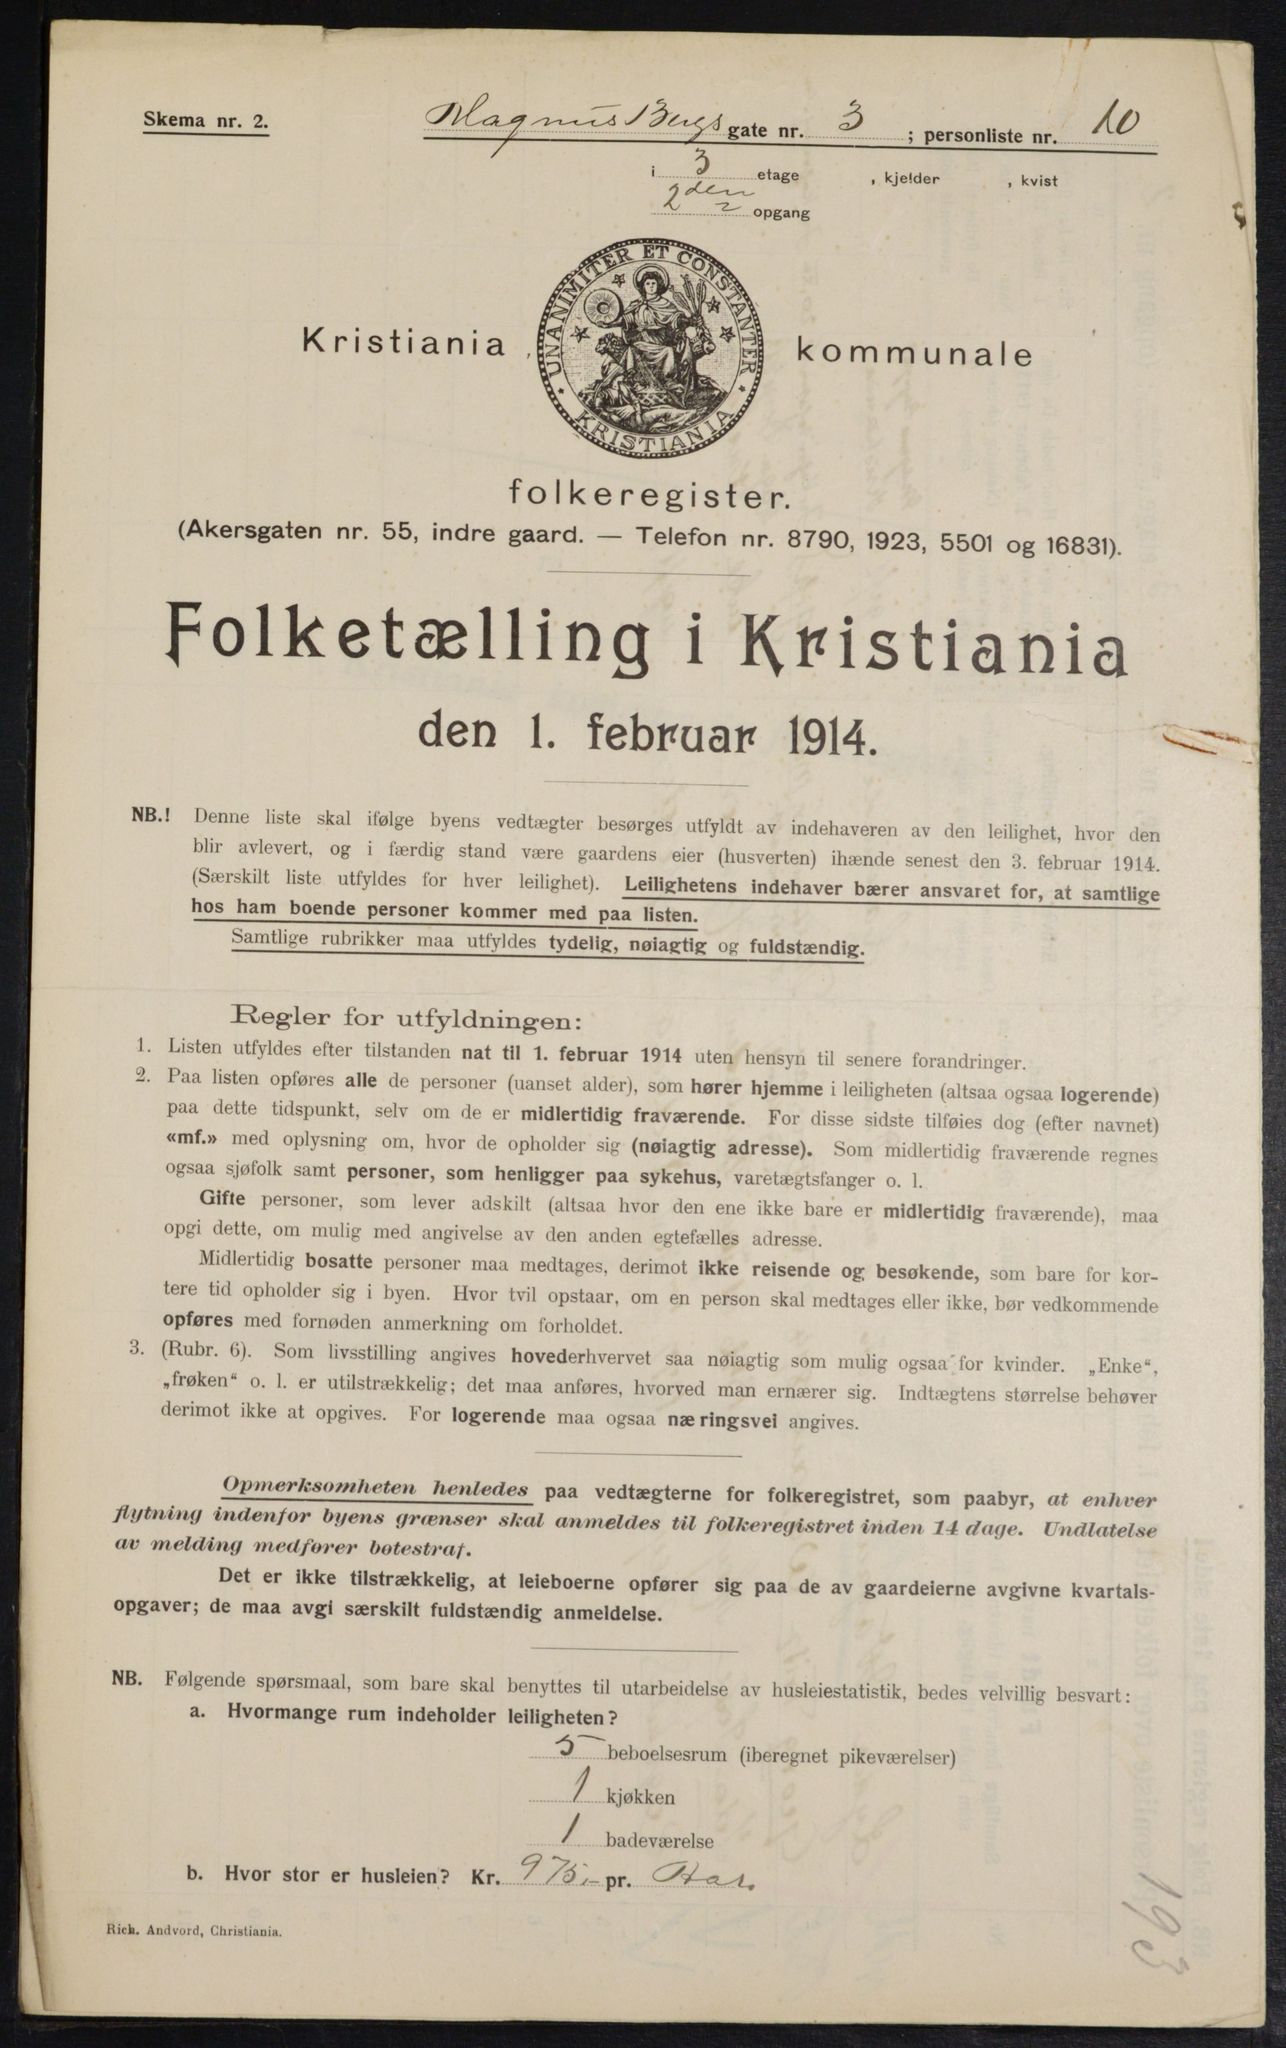 Skema nr. 2.
Magnus Bergs gate nr. 3 ; personliste nr. 10
i 3 etage , kjelder , kvist
2den opgang
UNANIMITER ET CONSTANTER
KRISTIANIA
Kristiania kommunale
folkeregister.
(Akersgaten nr. 55, indre gaard. — Telefon nr. 8790, 1923, 5501 og 16831).
Folketælling i Kristiania
den 1. februar 1914.
NB.! Denne liste skal ifølge byens vedtægter besørges utfyldt av indehaveren av den leilighet, hvor den
blir avlevert, og i færdig stand være gaardens eier (husverten) ihænde senest den 3. februar 1914.
(Særskilt liste utfyldes for hver leilighet). Leilighetens indehaver bærer ansvaret for, at samtlige
hos ham boende personer kommer med paa listen.
Samtlige rubrikker maa utfyldes tydelig, nøiagtig og fuldstændig.
Regler for utfyldningen:
1. Listen utfyldes efter tilstanden nat til 1. februar 1914 uten hensyn til senere forandringer.
2. Paa listen opføres alle de personer (uanset alder), som hører hjemme i leiligheten (altsaa ogsaa logerende)
paa dette tidspunkt, selv om de er midlertidig fraværende. For disse sidste tilføies dog (efter navnet)
«mf.» med oplysning om, hvor de opholder sig (nøiagtig adresse). Som midlertidig fraværende regnes
ogsaa sjøfolk samt personer, som henligger paa sykehus, varetægtsfanger o. l.
Gifte personer, som lever adskilt (altsaa hvor den ene ikke bare er midlertidig fraværende), maa
opgi dette, om mulig med angivelse av den anden egtefælles adresse.
Midlertidig bosatte personer maa medtages, derimot ikke reisende og besøkende, som bare for kor-
tere tid opholder sig i byen. Hvor tvil opstaar, om en person skal medtages eller ikke, bør vedkommende
opføres med fornøden anmerkning om forholdet.
3. (Rubr. 6). Som livsstilling angives hovederhvervet saa nøiagtig som mulig ogsaa for kvinder. „Enke“,
„frøken“ o. l. er utilstrækkelig; det maa anføres, hvorved man ernærer sig. Indtægtens størrelse behøver
derimot ikke at opgives. For logerende maa ogsaa næringsvei angives.
Opmerksomheten henledes paa vedtægterne for folkeregistret, som paabyr, at enhver
flytning indenfor byens grænser skal anmeldes til folkeregistret inden 14 dage. Undlatelse
av melding medfører bøtestraf.
Det er ikke tilstrækkelig, at leieboerne opfører sig paa de av gaardeierne avgivne kvartals-
opgaver; de maa avgi særskilt fuldstændig anmeldelse.
NB. Følgende spørsmaal, som bare skal benyttes til utarbeidelse av husleiestatistik, bedes velvillig besvart:
a. Hvormange rum indeholder leiligheten?
5 beboelsesrum (iberegnet pikeværelser)
1 kjøkken
1 badeværelse
b. Hvor stor er husleien? Kr. 975,- pr. Aar.
Rich. Andvord, Christiania.
193